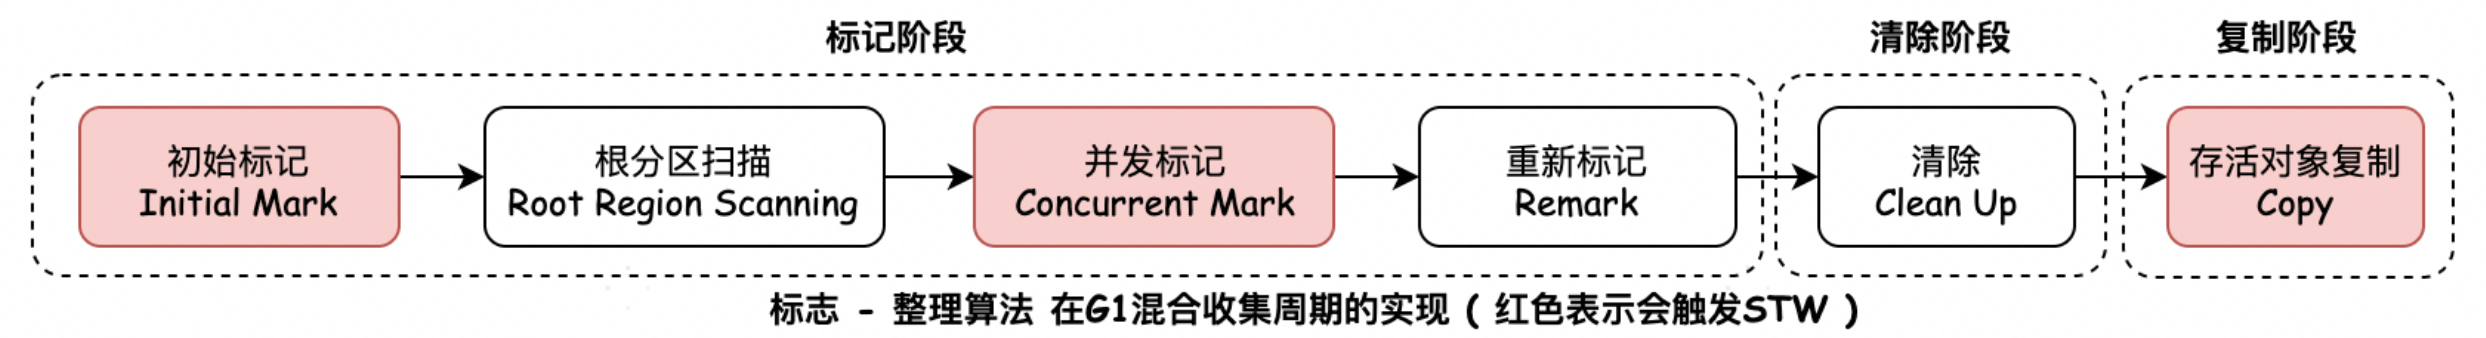 标记阶段
清除阶段
复制阶段
初始标记
Initial Mark
根分区扫描
Root Region Scanning
并发标记
Concurrent Mark
重新标记
Remark
清除
Clean Up
存活对象复制
Copy
标志 - 整理算法 在G1混合收集周期的实现 ( 红色表示会触发STW )